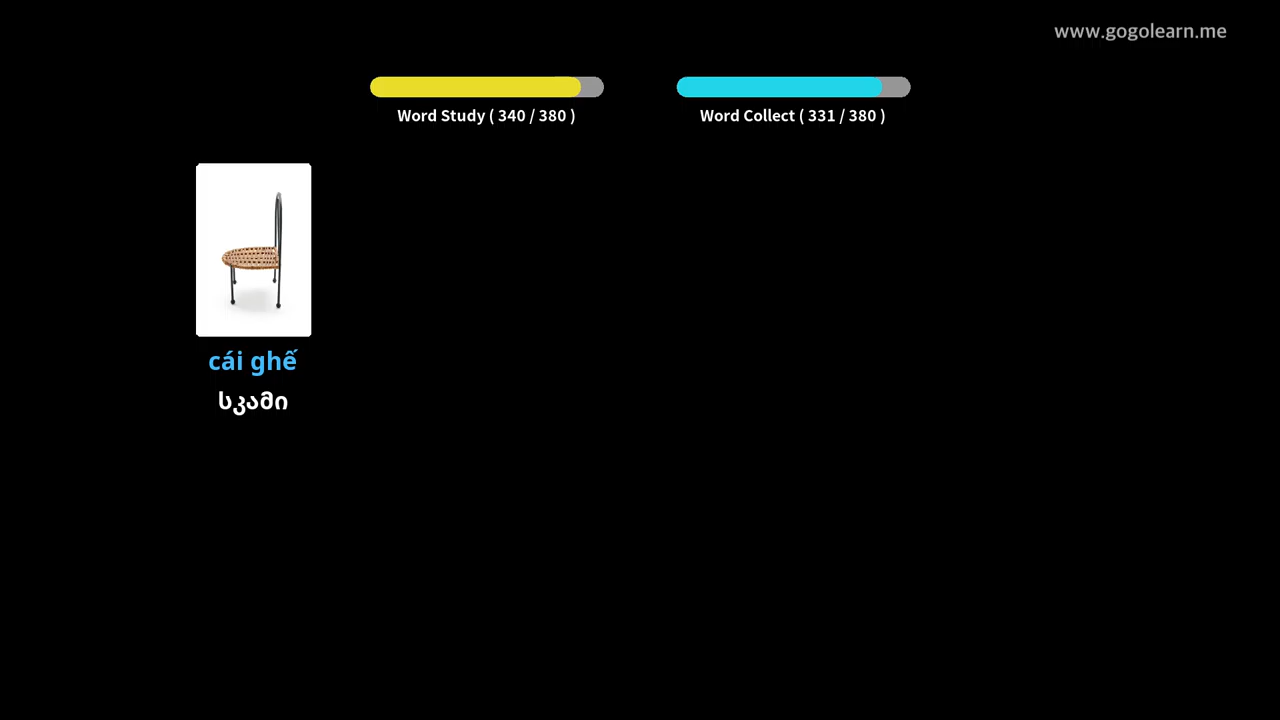 www.gogolearn.me
Word Study ( 340 / 380 )
Word Collect ( 331 / 380 )
cái ghế
სკამი